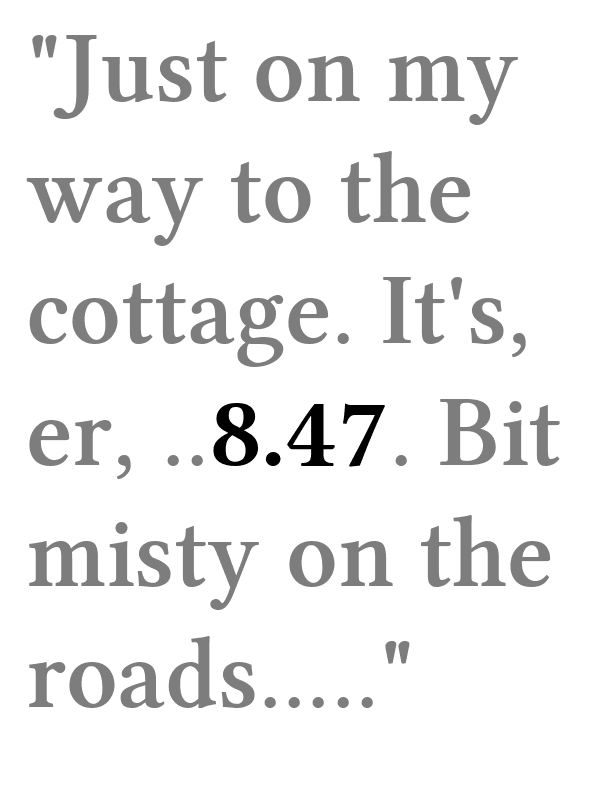 "Just on my
way to the
cottage. It's,
er, ..8.47. Bit
misty on the
roads....."